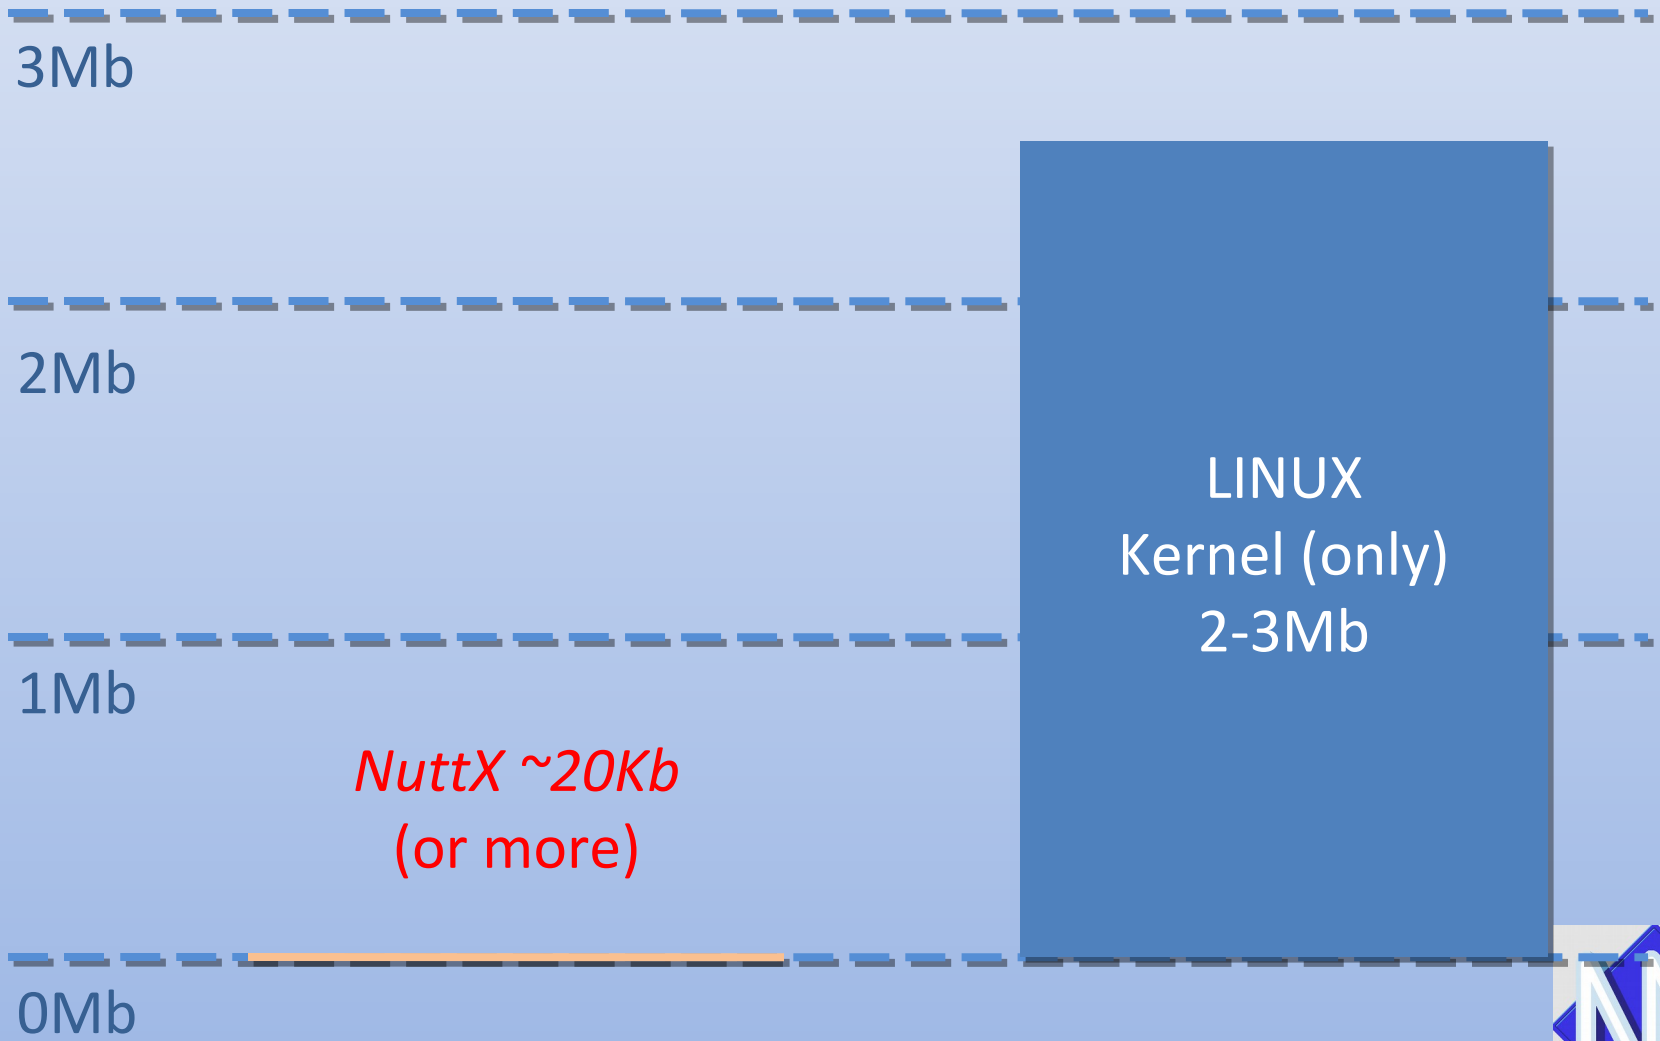 3Mb
2Mb
LINUX
Kernel (only)
2-3Mb
1Mb
NuttX ~20Kb
(or more)
0Mb